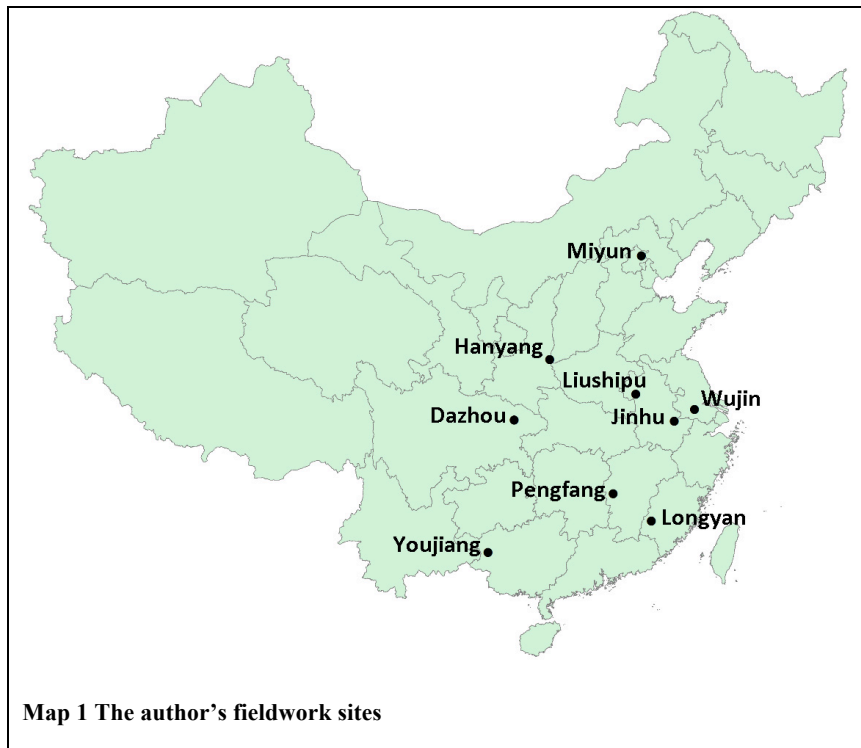 Miyun
Hanyang
Liushipu
Wujin
Dazhou
Jinhu
Pengfang
Longyan
Youjiang
Map 1 The author’s fieldwork sites